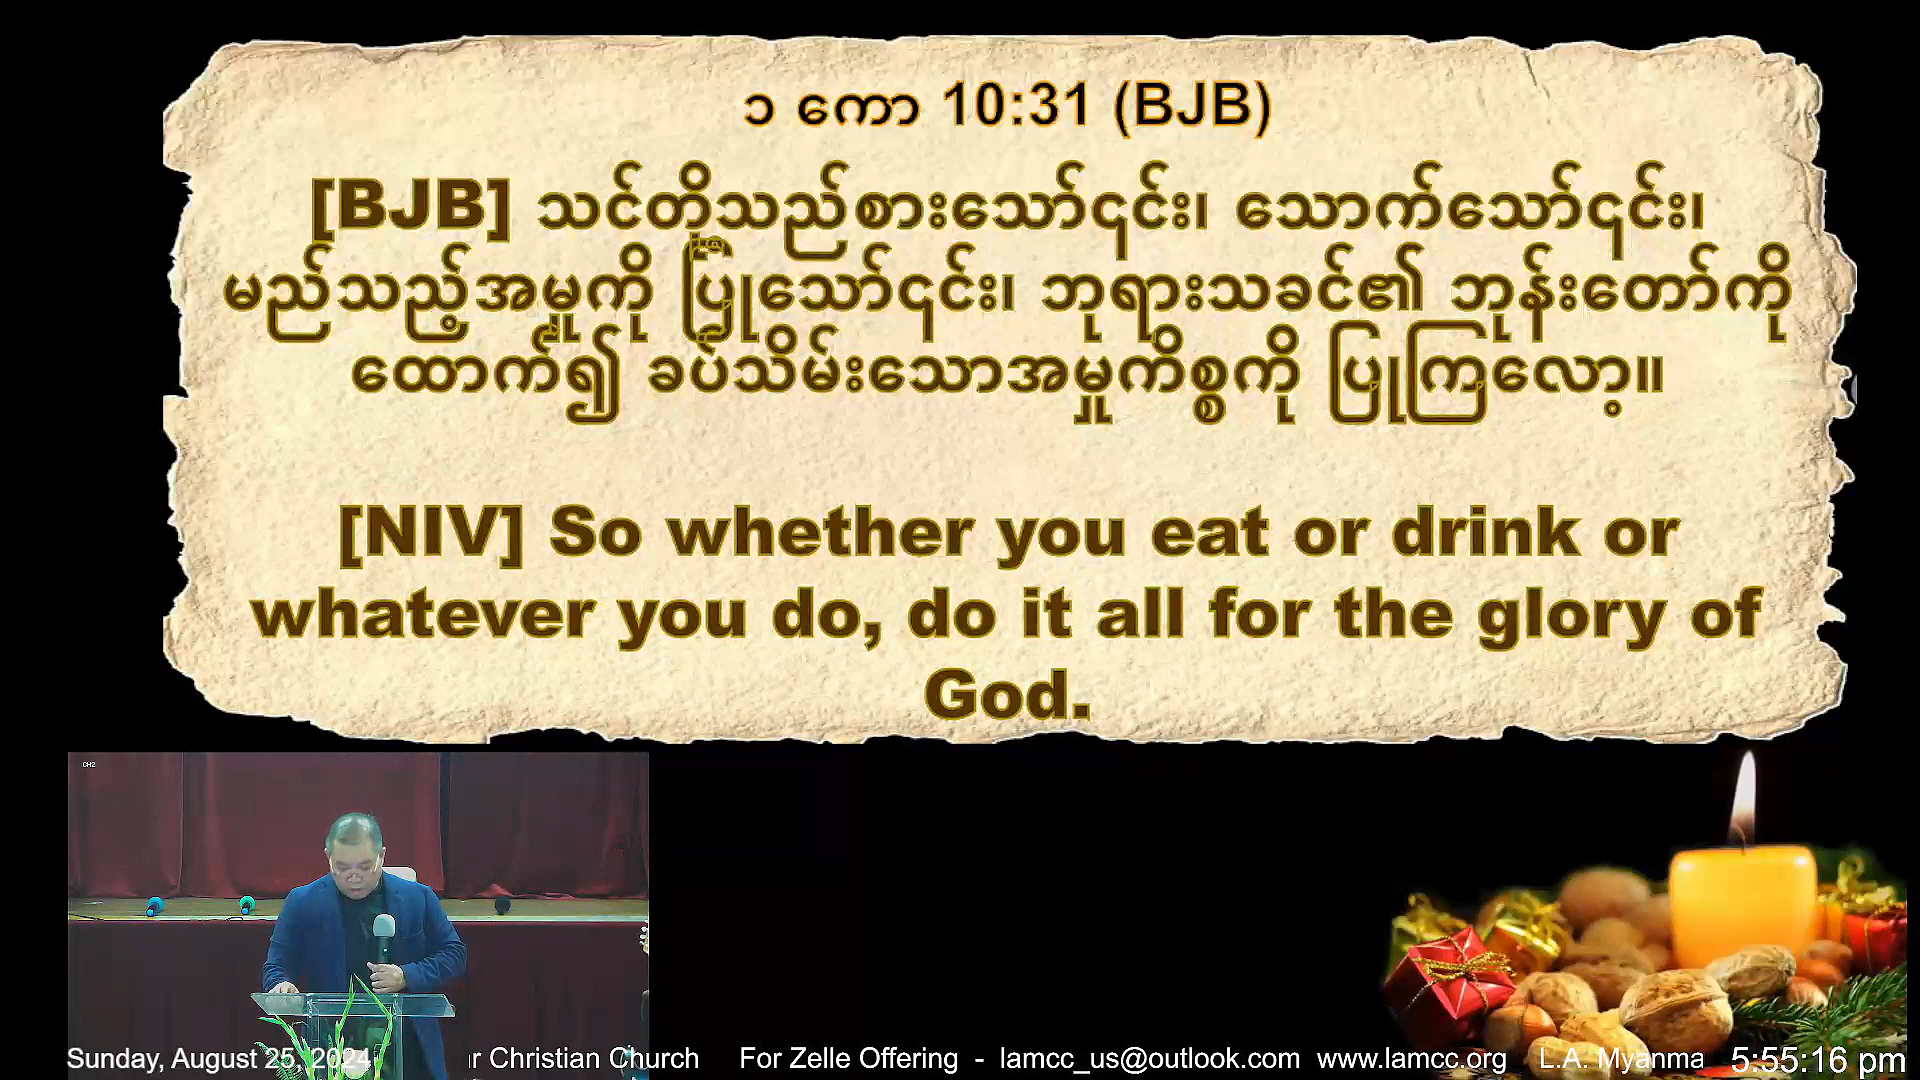 ၁ ကော 10:31 (BJB)
[BJB] သင်တို့သည်စားသော်၎င်း၊ သောက်သော်၎င်း၊
မည်သည့်အမှုကို ပြုသော်၎င်း၊ ဘုရားသခင်၏ ဘုန်းတော်ကို
ထောက်၍ ခပ်သိမ်းသောအမှုကိစ္စကို ပြုကြလော့။
[NIV] So whether you eat or drink or
whatever you do, do it all for the glory of
God.
CH2
Sunday, August 25, 2024 r Christian Church For Zelle Offering - lamcc_us@outlook.com www.lamcc.org L.A. Myanma 5:55:16 pm